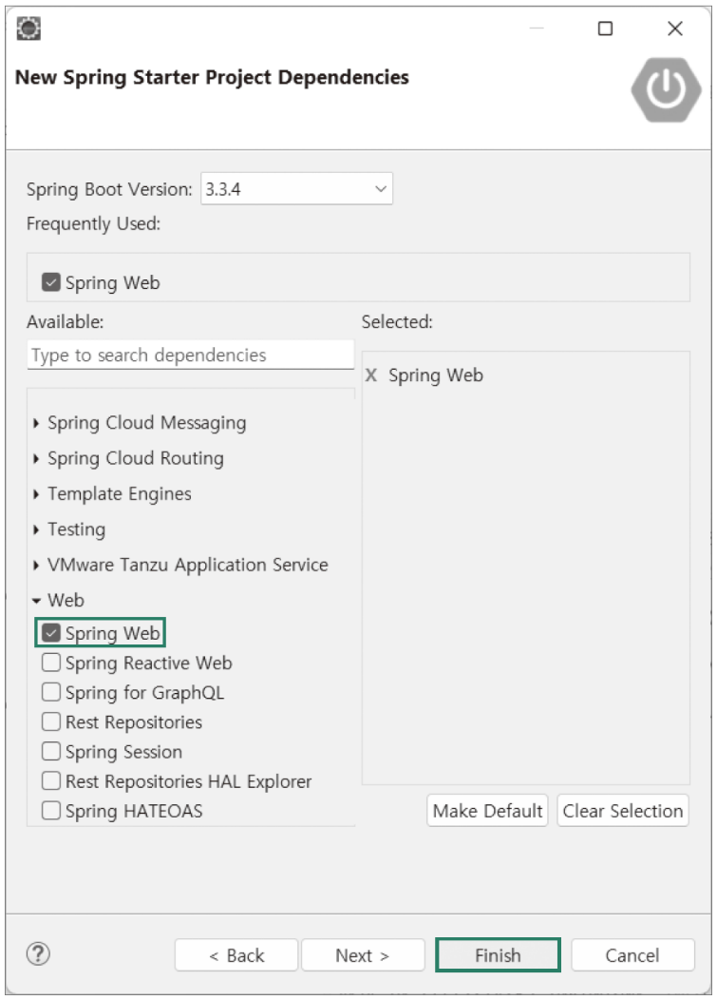 New Spring Starter Project Dependencies
Spring Boot Version: 3.3.4
Frequently Used:
Spring Web
Available:
Type to search dependencies
Spring Cloud Messaging
Spring Cloud Routing
Template Engines
Testing
VMware Tanzu Application Service
Web
Spring Web
Spring Reactive Web
Spring for GraphQL
Rest Repositories
Spring Session
Rest Repositories HAL Explorer
Spring HATEOAS
Selected:
X Spring Web
Make Default Clear Selection
? < Back Next > Finish Cancel